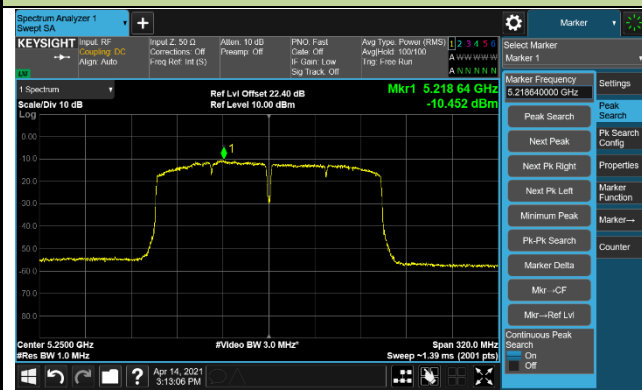 Spectrum Analyzer 1
Swept SA
Marker
KEYSIGHT
Input: RF
Coupling: DC
Align: Auto
Input Z: 50 Ω
Corrections: Off
Freq Ref: Int (S)
Atten: 10 dB
Preamp: Off
PNO: Fast
Gate: Off
IF Gain: Low
Sig Track: Off
Avg Type: Power (RMS)
Avg|Hold: 100/100
Trig: Free Run
1 2 3 4 5 6
A W W W W W
A N N N N N
LXI
Select Marker
Marker 1
1 Spectrum
Scale/Div 10 dB
Log
Ref Lvl Offset 22.40 dB
Ref Level 10.00 dBm
Mkr1 5.218 64 GHz
-10.452 dBm
0.00
-10.0
-20.0
-30.0
-40.0
-50.0
-60.0
-70.0
-80.0
1
Center 5.2500 GHz
#Res BW 1.0 MHz
#Video BW 3.0 MHz*
Span 320.0 MHz
Sweep ~1.39 ms (2001 pts)
Marker Frequency
5.218640000 GHz
Peak Search
Next Peak
Next Pk Right
Next Pk Left
Minimum Peak
Pk-Pk Search
Marker Delta
Mkr→CF
Mkr→Ref Lvl
Continuous Peak
Search
On
Off
Settings
Peak
Search
Pk Search
Config
Properties
Marker
Function
Marker→
Counter
Apr 14, 2021
3:13:06 PM